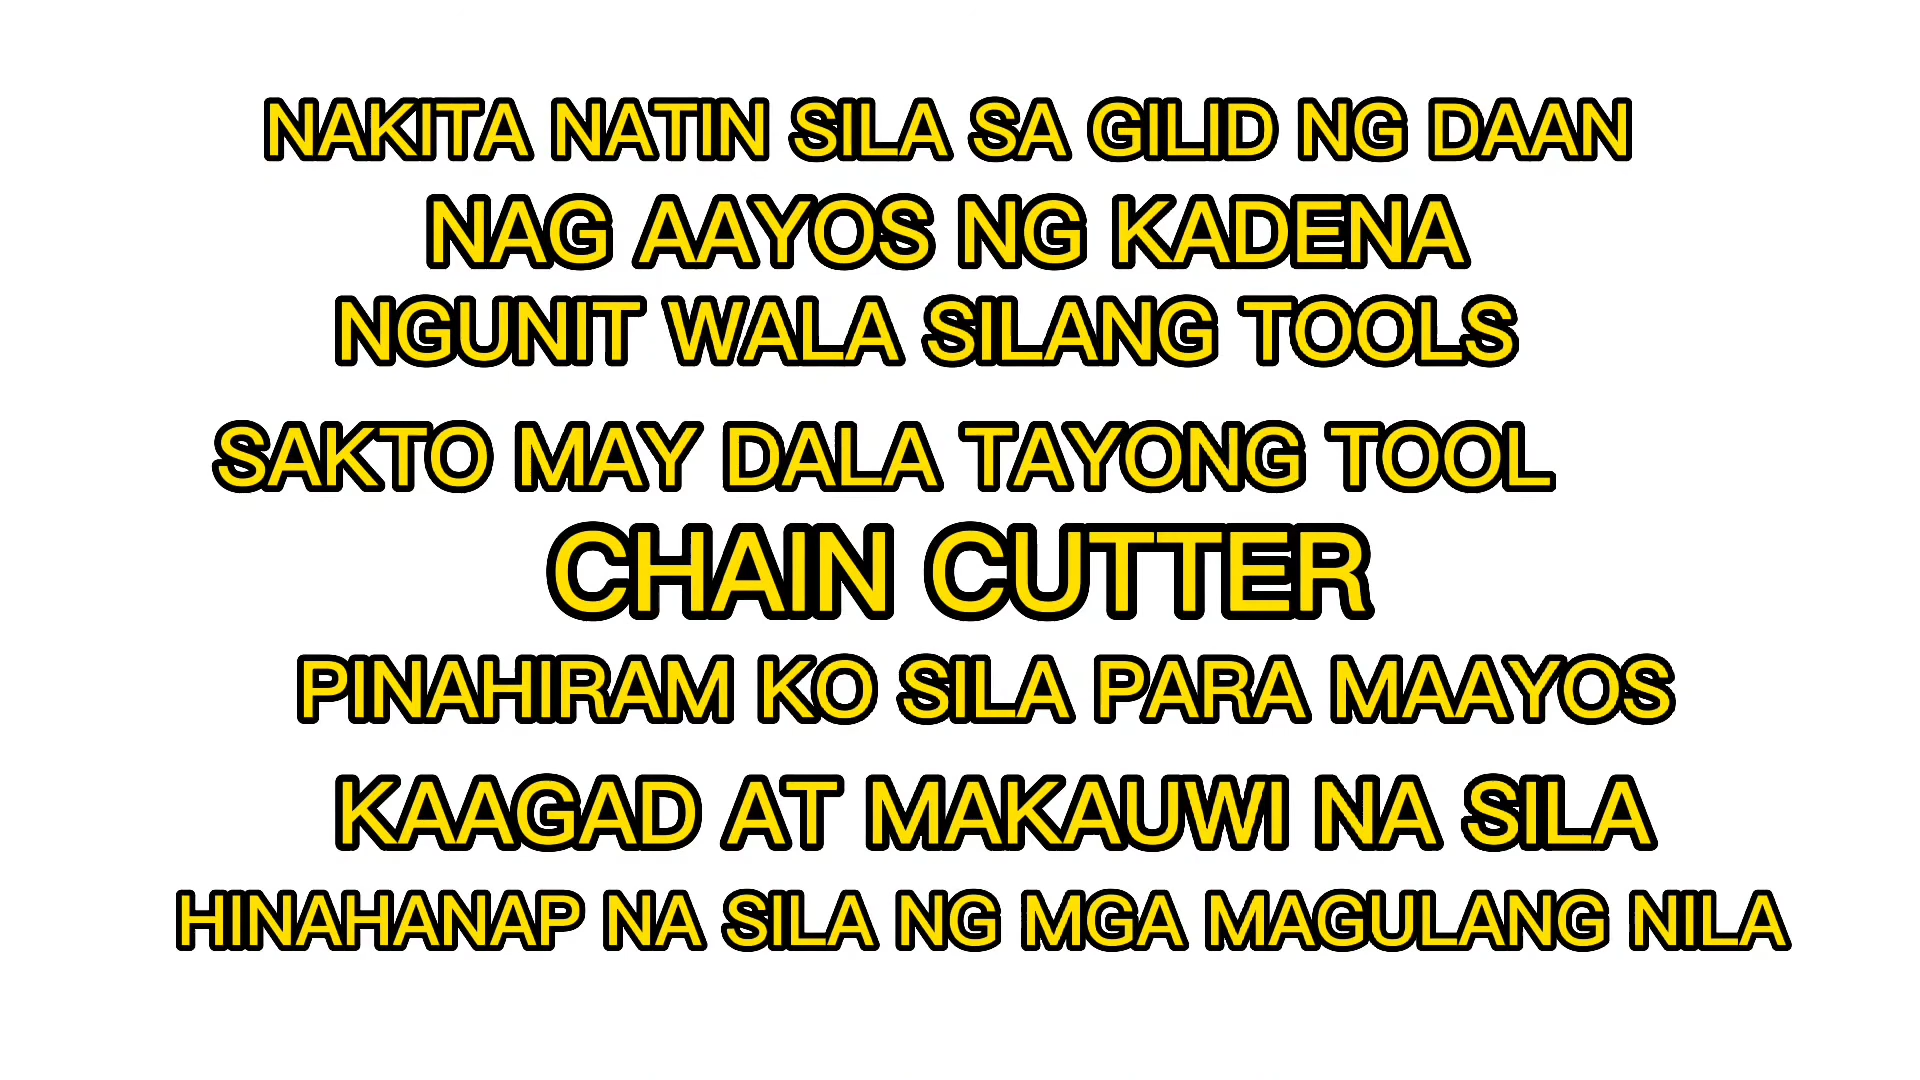 NAKITA NATIN SILA SA GILID NG DAAN
NAG AAYOS NG KADENA
NGUNIT WALA SILANG TOOLS
SAKTO MAY DALA TAYONG TOOL
CHAIN CUTTER
PINAHIRAM KO SILA PARA MAAYOS
KAAGAD AT MAKAUWI NA SILA
HINAHANAP NA SILA NG MGA MAGULANG NILA